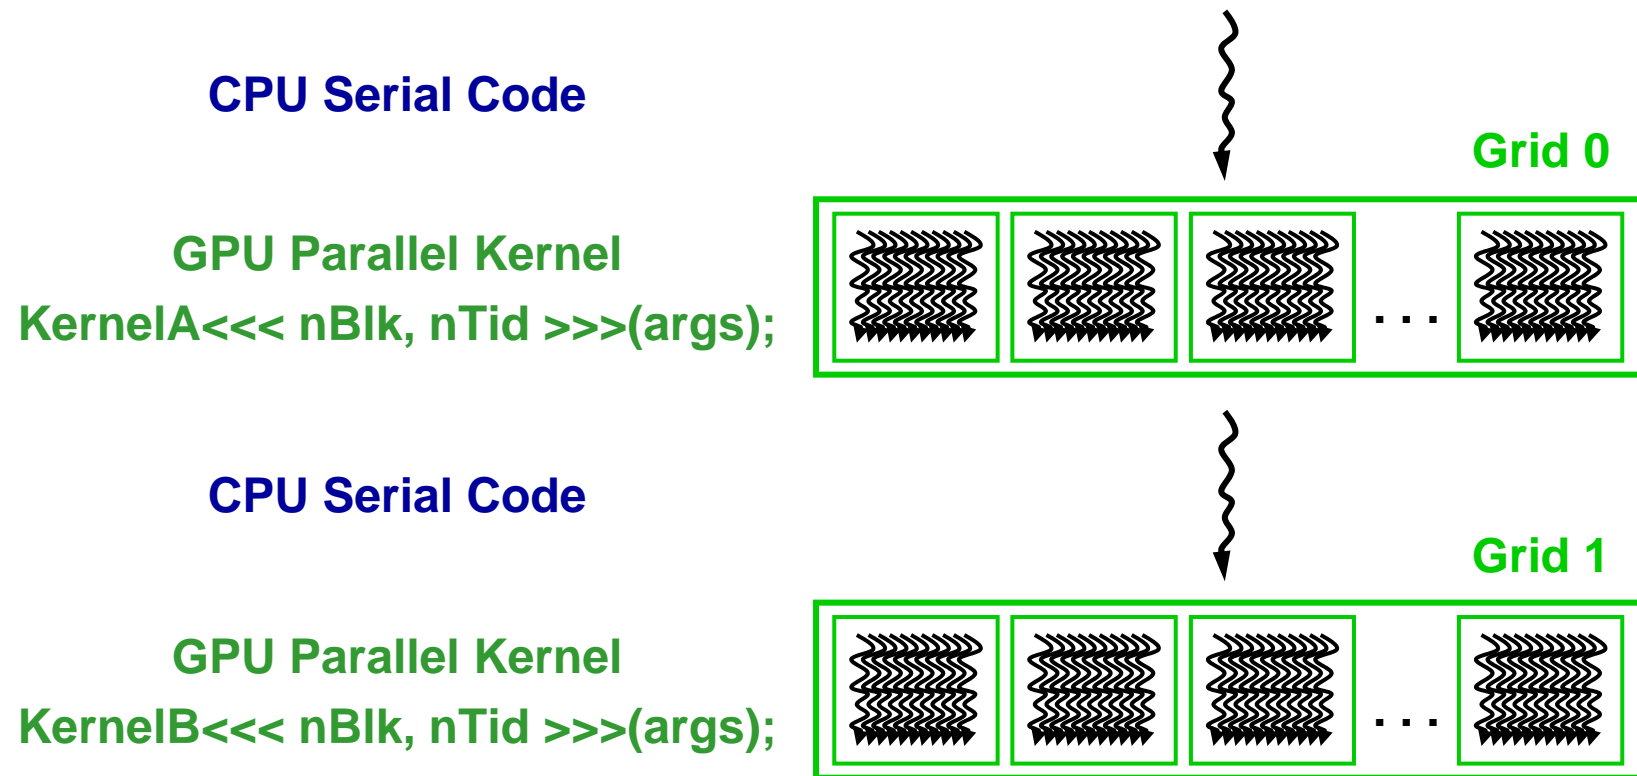 CPU Serial Code
Grid 0
GPU Parallel Kernel
KernelA<<< nBlk, nTid >>>(args);
. . .
CPU Serial Code
Grid 1
GPU Parallel Kernel
KernelB<<< nBlk, nTid >>>(args);
. . .